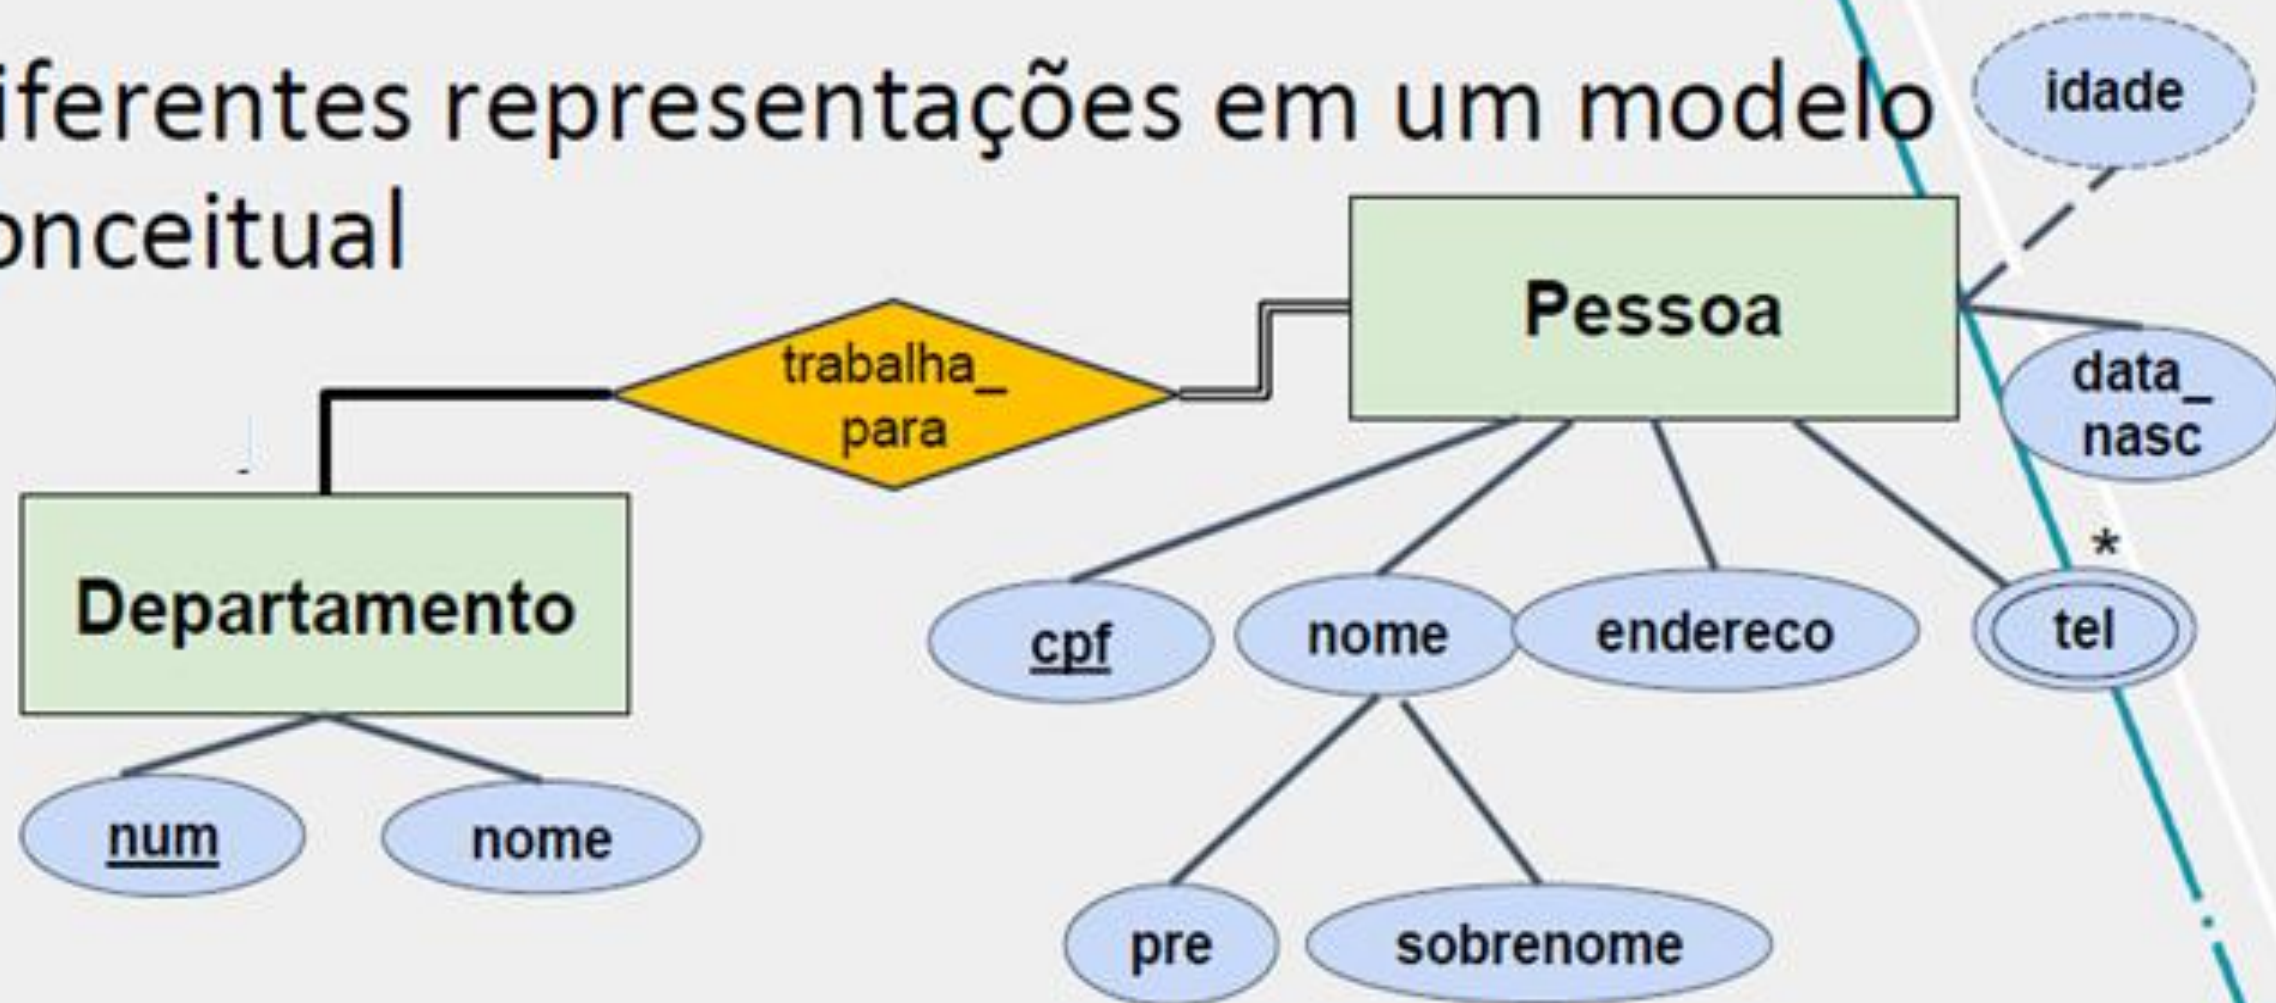 iferentes representações em um modelo
onceitual
idade
Pessoa
trabalha_
para
data_
nasc
*
Departamento
cpf
nome
endereco
tel
num
nome
pre
sobrenome